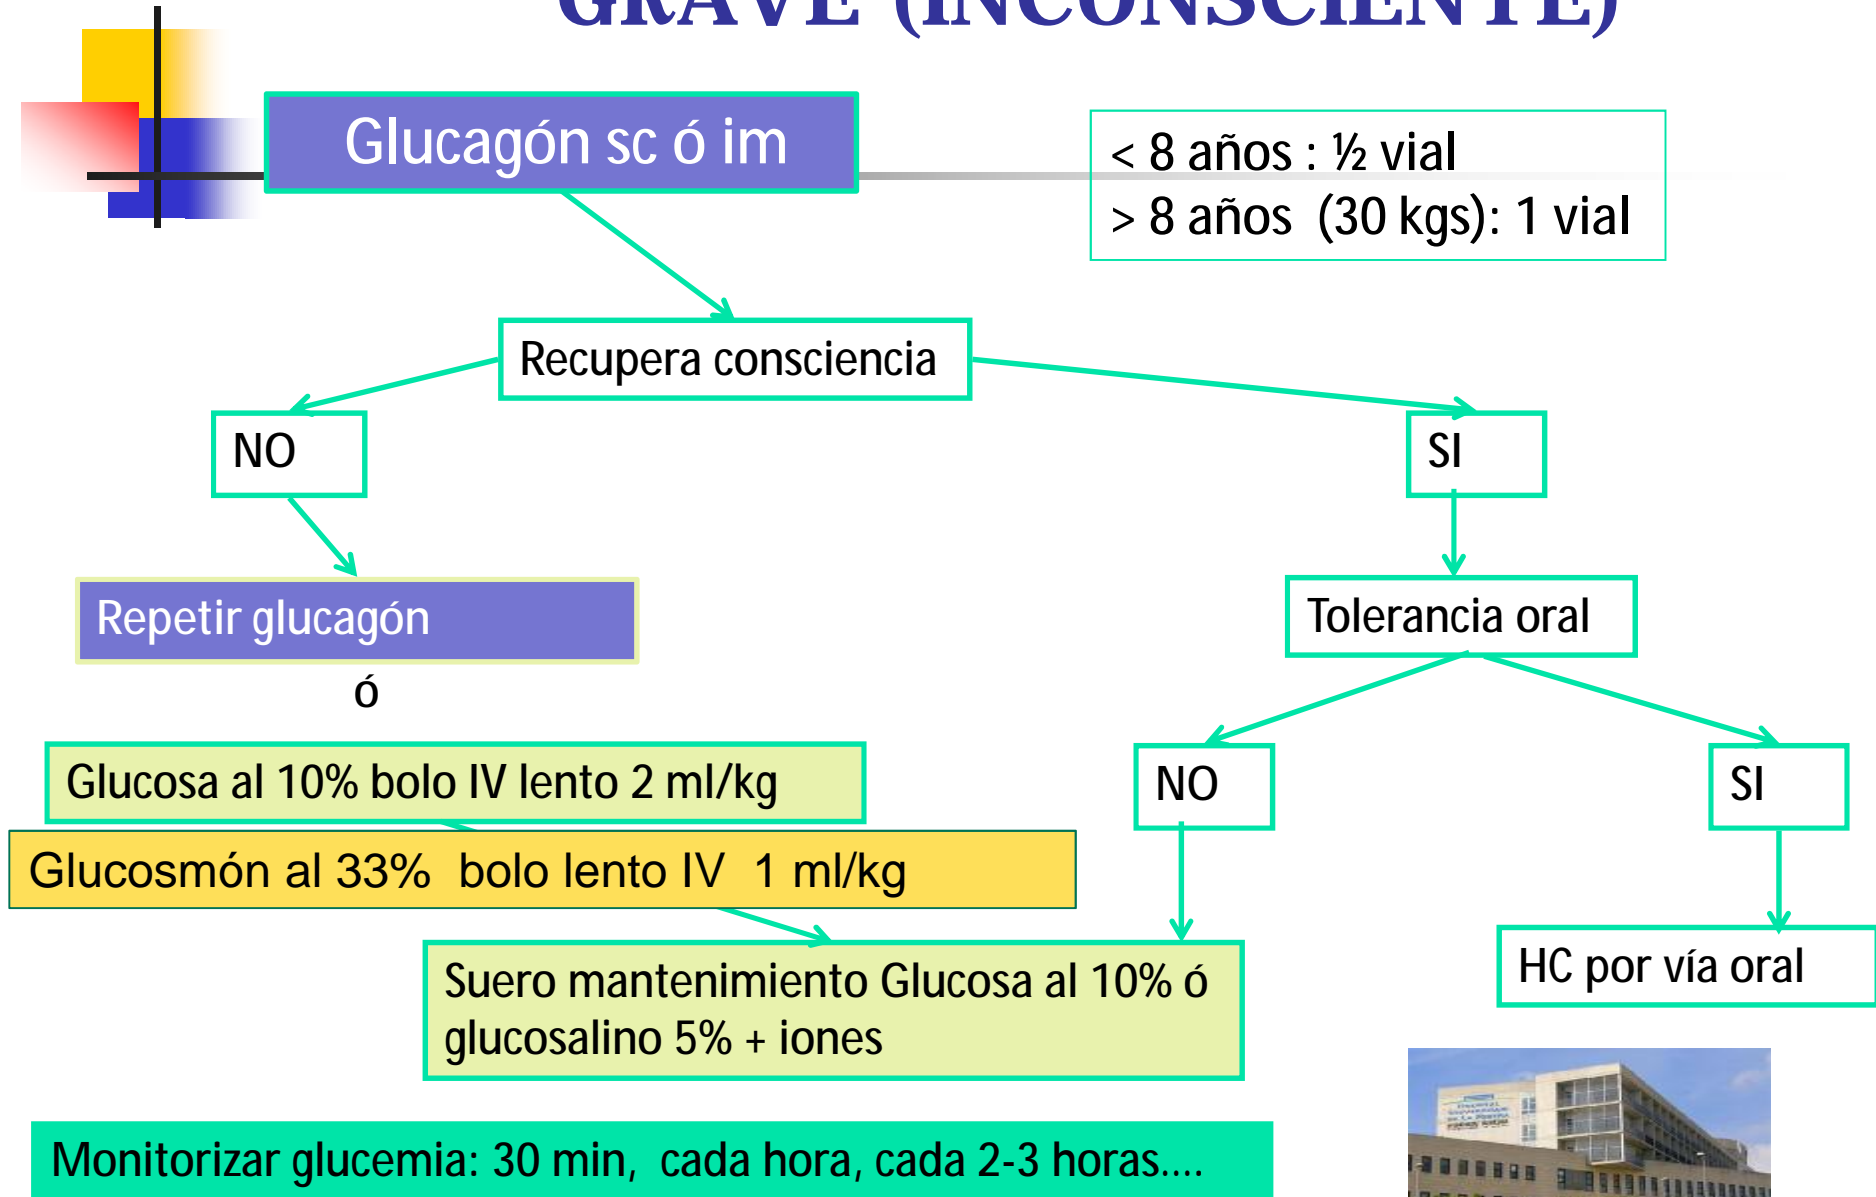 GRAVE (INCONSCIENTE)
Glucagón sc ó im
< 8 años : ½ vial
> 8 años (30 kgs): 1 vial
Recupera consciencia
NO
SI
Repetir glucagón
Tolerancia oral
ó
Glucosa al 10% bolo IV lento 2 ml/kg
NO
SI
Glucosmón al 33% bolo lento IV 1 ml/kg
Suero mantenimiento Glucosa al 10% ó
glucosalino 5% + iones
HC por vía oral
Monitorizar glucemia: 30 min, cada hora, cada 2-3 horas....